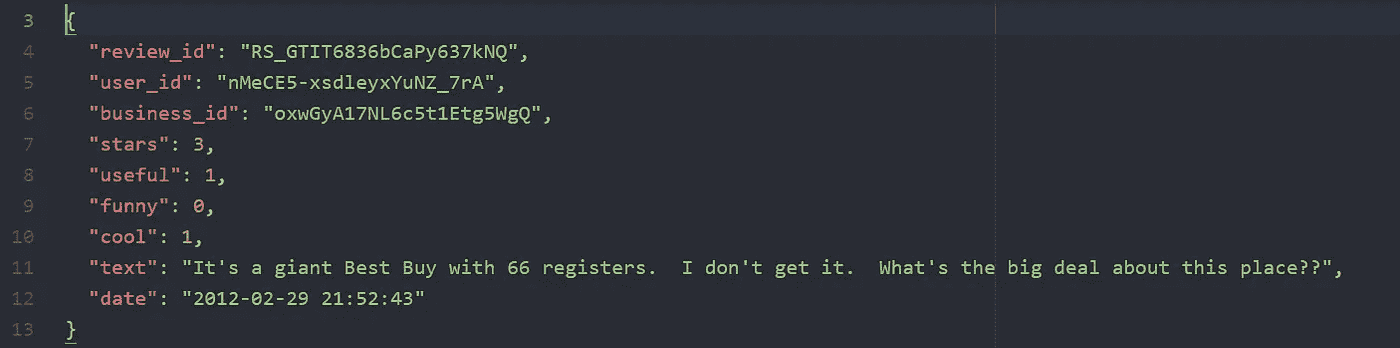 3 {
4 "review_id": "RS_GTIT6836bCaPy637kNQ",
5 "user_id": "nMeCE5-xsdleyxYuNZ_7rA",
6 "business_id": "oxwGyA17NL6c5t1Etg5WgQ",
7 "stars": 3,
8 "useful": 1,
9 "funny": 0,
10 "cool": 1,
11 "text": "It's a giant Best Buy with 66 registers.  I don't get it.  What's the big deal about this place??",
12 "date": "2012-02-29 21:52:43"
13 }